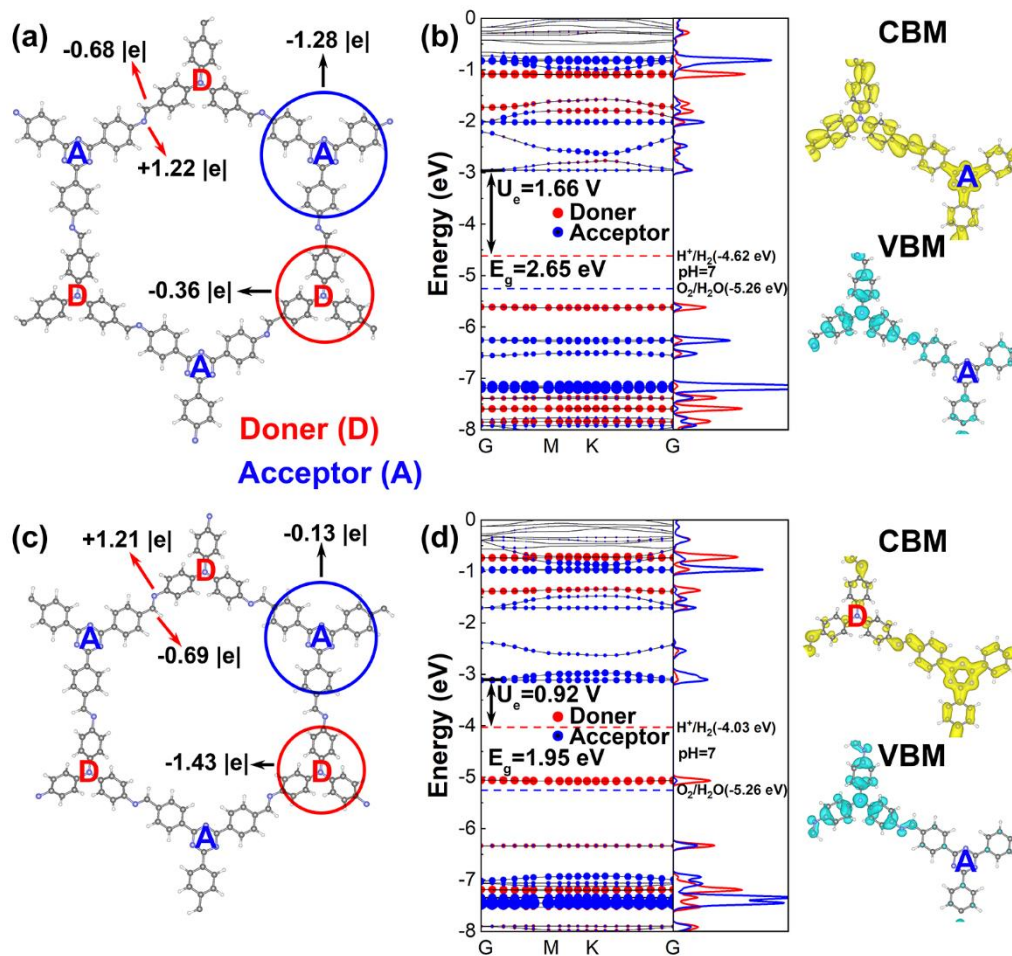 (a)
-0.68 |e|
-1.28 |e|
D
A
A
+1.22 |e|
D
-0.36 |e|
D
A
Doner (D)
Acceptor (A)
(b)
0
-1
-2
-3
-4
-5
-6
-7
-8
Energy (eV)
Ue=1.66 V
Doner
Acceptor
Eg=2.65 eV
H+/H2(-4.62 eV)
pH=7
O2/H2O(-5.26 eV)
G M K G
CBM
A
VBM
A
(c)
+1.21 |e|
-0.13 |e|
D
A
A
-0.69 |e|
D
-1.43 |e|
D
A
(d)
0
-1
-2
-3
-4
-5
-6
-7
-8
Energy (eV)
Ue=0.92 V
Doner
Acceptor
Eg=1.95 eV
H+/H2(-4.03 eV)
pH=7
O2/H2O(-5.26 eV)
G M K G
CBM
D
VBM
A